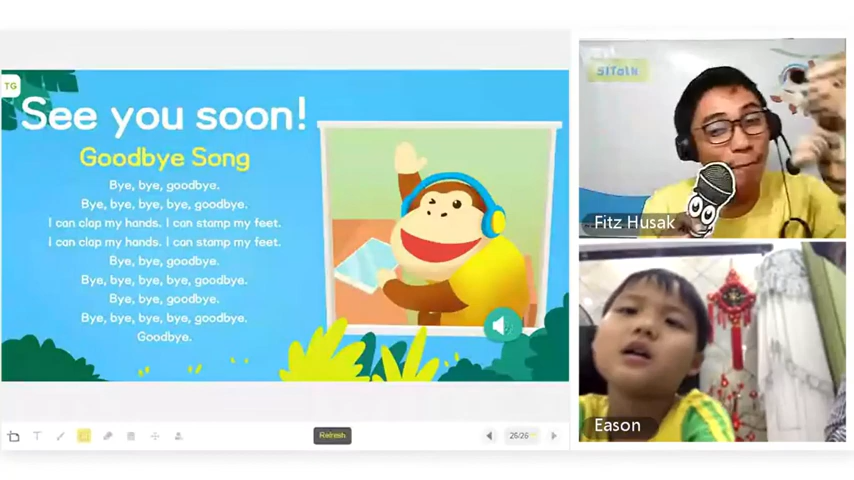 TG
See you soon!
Goodbye Song
Bye, bye, goodbye.
Bye, bye, bye, bye, goodbye.
I can clap my hands. I can stamp my feet.
I can clap my hands. I can stamp my feet.
Bye, bye, goodbye.
Bye, bye, bye, bye, goodbye.
Bye, bye, goodbye.
Bye, bye, bye, bye, goodbye.
Goodbye.
Refresh
26/26
51Talk
Fitz Husak
Eason